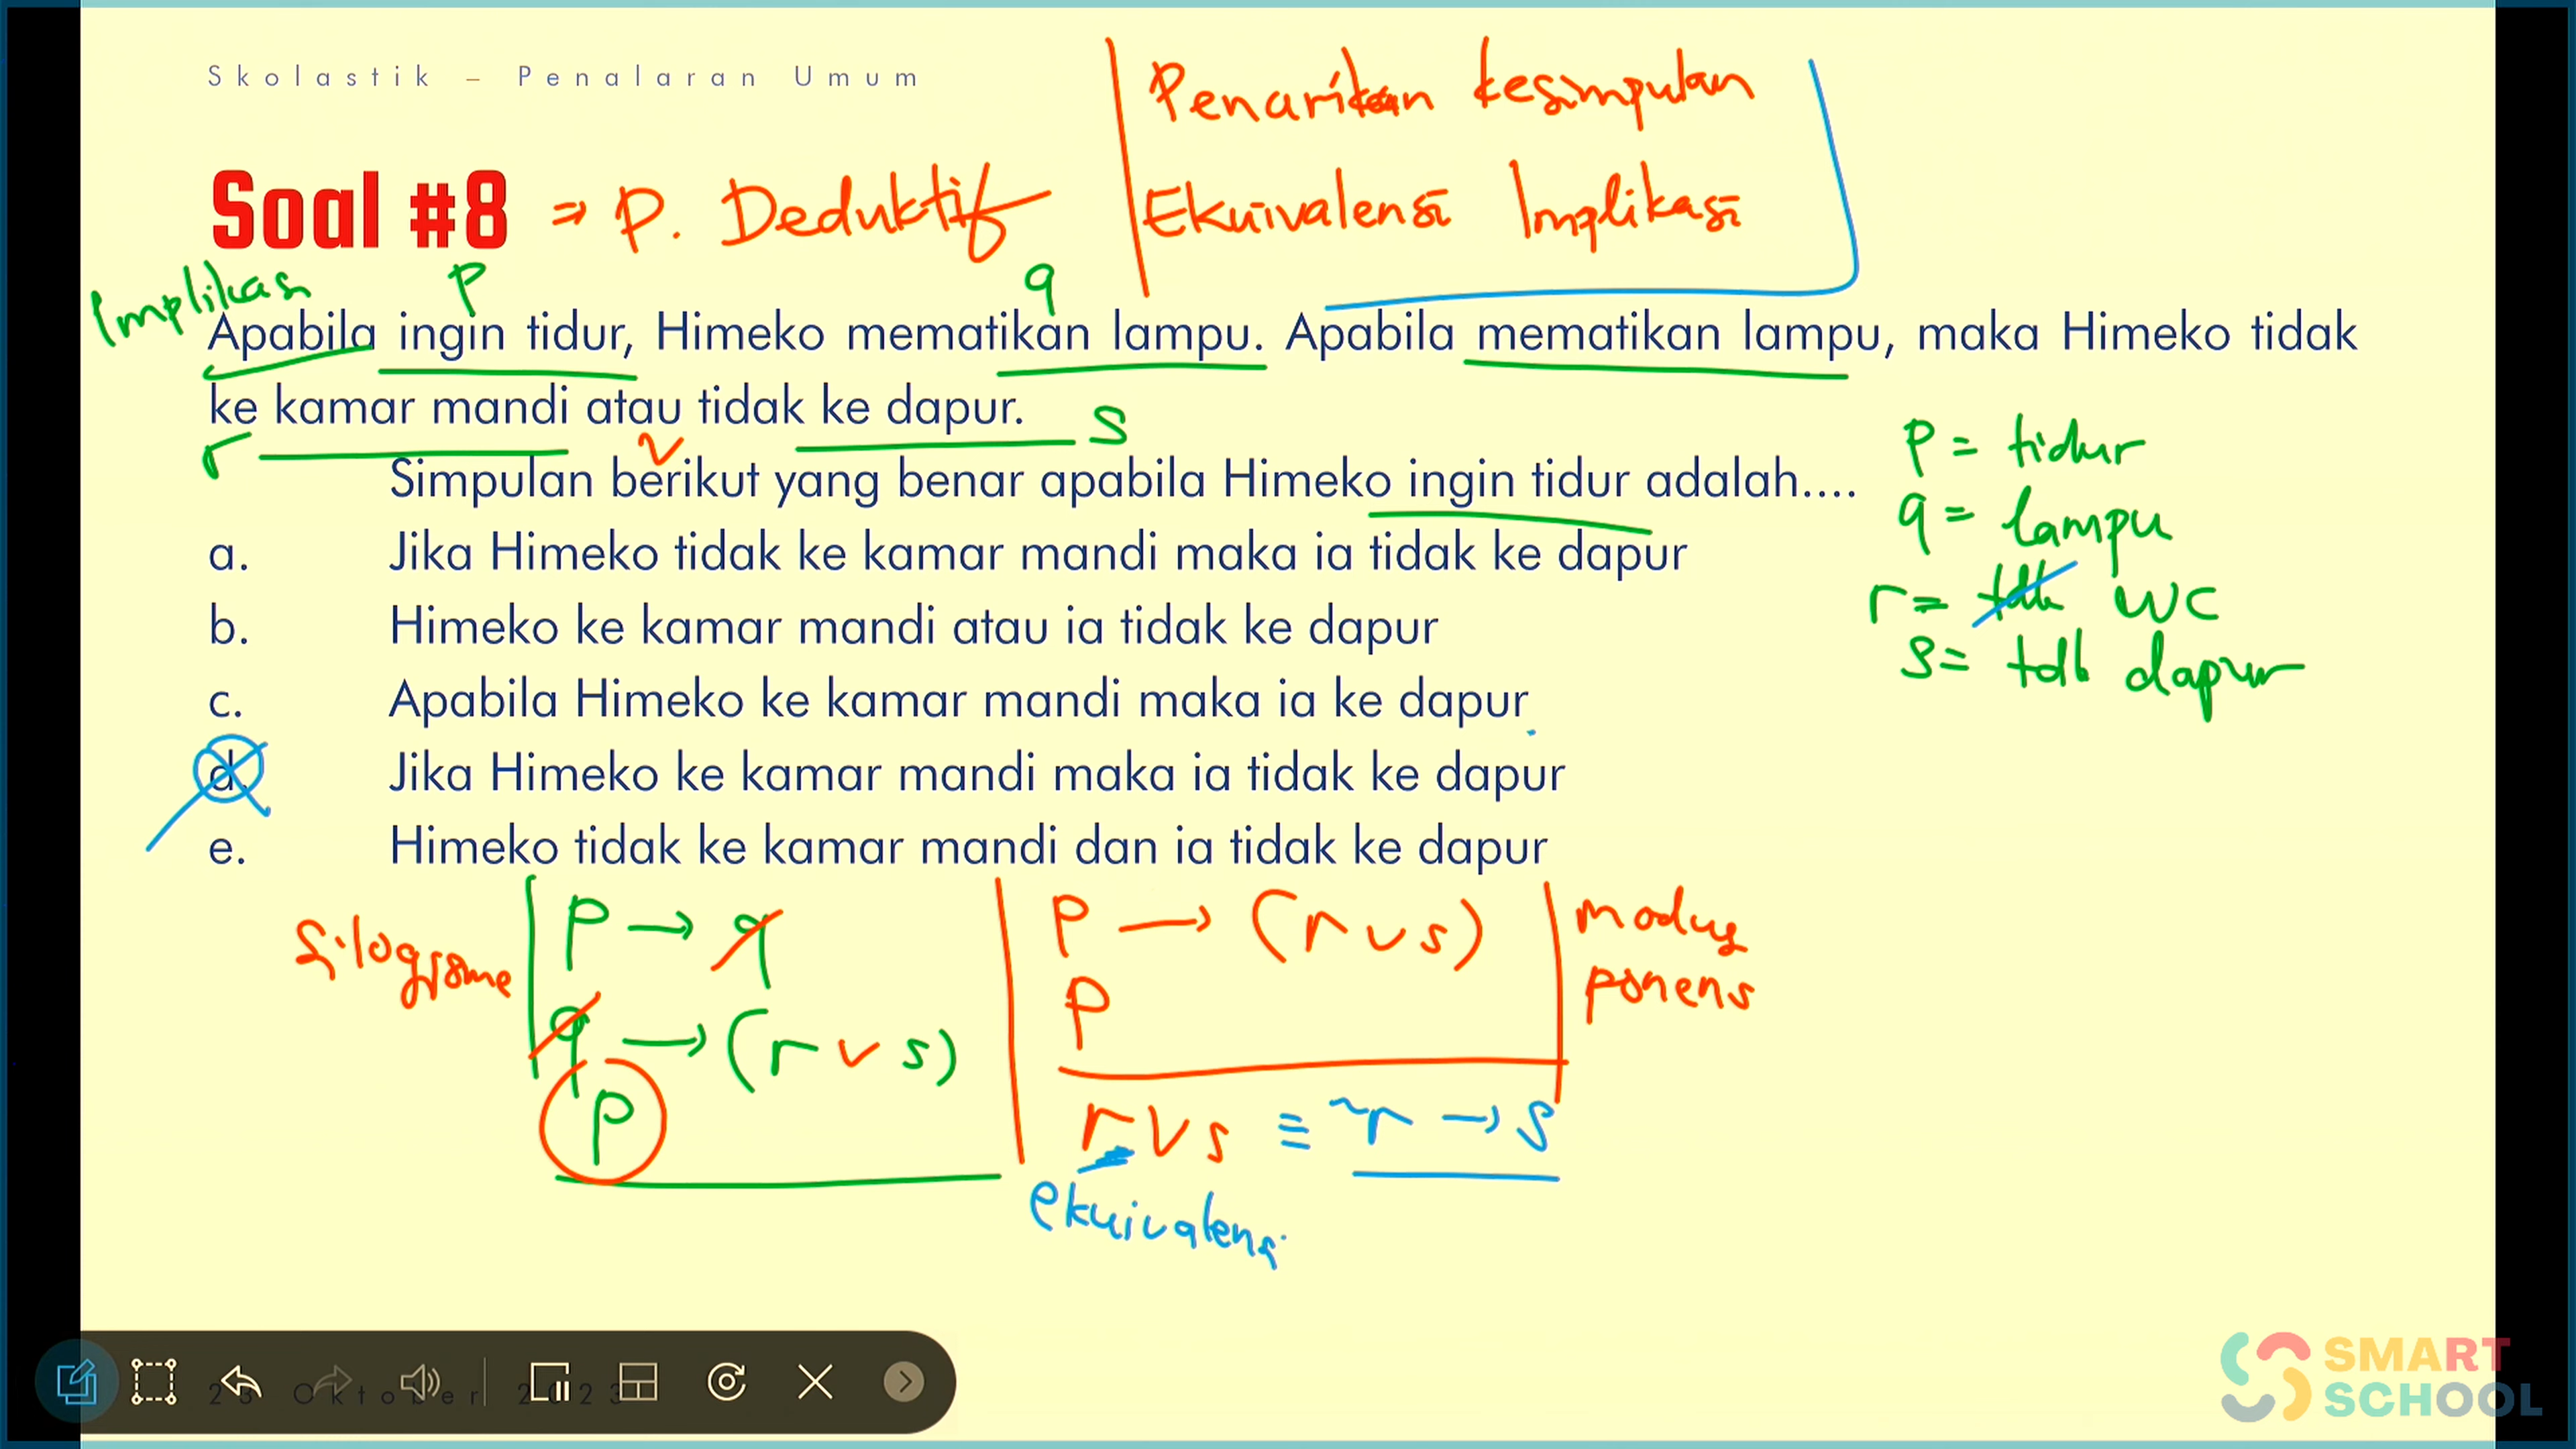 Skolastik – Penalaran Umum
Penarikan kesimpulan
Ekuivalensi Implikasi
Soal #8 ⇒ P. Deduktif
Implikasi p q
Apabila ingin tidur, Himeko mematikan lampu. Apabila mematikan lampu, maka Himeko tidak
ke kamar mandi atau tidak ke dapur.
r v s
Simpulan berikut yang benar apabila Himeko ingin tidur adalah....
a. Jika Himeko tidak ke kamar mandi maka ia tidak ke dapur
b. Himeko ke kamar mandi atau ia tidak ke dapur
c. Apabila Himeko ke kamar mandi maka ia ke dapur
d. Jika Himeko ke kamar mandi maka ia tidak ke dapur
e. Himeko tidak ke kamar mandi dan ia tidak ke dapur
p = tidur
q = lampu
r = tdk WC
s = tdk dapur
p → q
q → (r v s)
p
p → (r v s)
p
r v s ≡ ~r → s
modus
ponens
ekuivalensi
23 Oktober 2023
SMART
SCHOOL